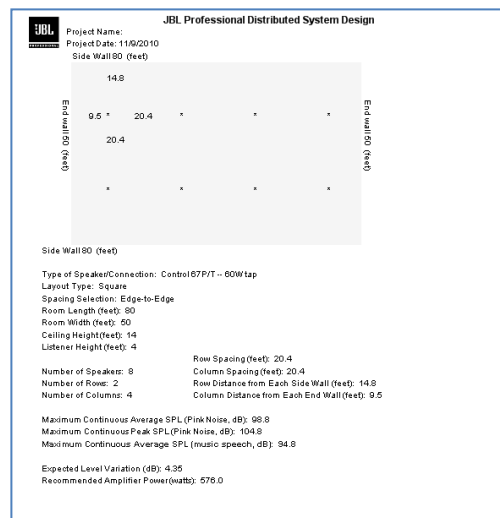 JBL Professional Distributed System Design
JBL
PROFESSIONAL
Project Name:
Project Date: 11/9/2010
Side Wall 80 (feet)
14.8
End wall 50 (feet)
9.5 * 20.4 * * *
20.4
* * * *
End wall 50 (feet)
Side Wall 80 (feet)
Type of Speaker/Connection: Control 67P/T -- 60W tap
Layout Type: Square
Spacing Selection: Edge-to-Edge
Room Length (feet): 80
Room Width (feet): 50
Ceiling Height (feet): 14
Listener Height (feet): 4
Row Spacing (feet): 20.4
Number of Speakers: 8 Column Spacing (feet): 20.4
Number of Rows: 2 Row Distance from Each Side Wall (feet): 14.8
Number of Columns: 4 Column Distance from Each End Wall (feet): 9.5
Maximum Continuous Average SPL (Pink Noise, dB): 98.8
Maximum Continuous Peak SPL (Pink Noise, dB): 104.8
Maximum Continuous Average SPL (music speech, dB): 94.8
Expected Level Variation (dB): 4.35
Recommended Amplifier Power (watts): 576.0